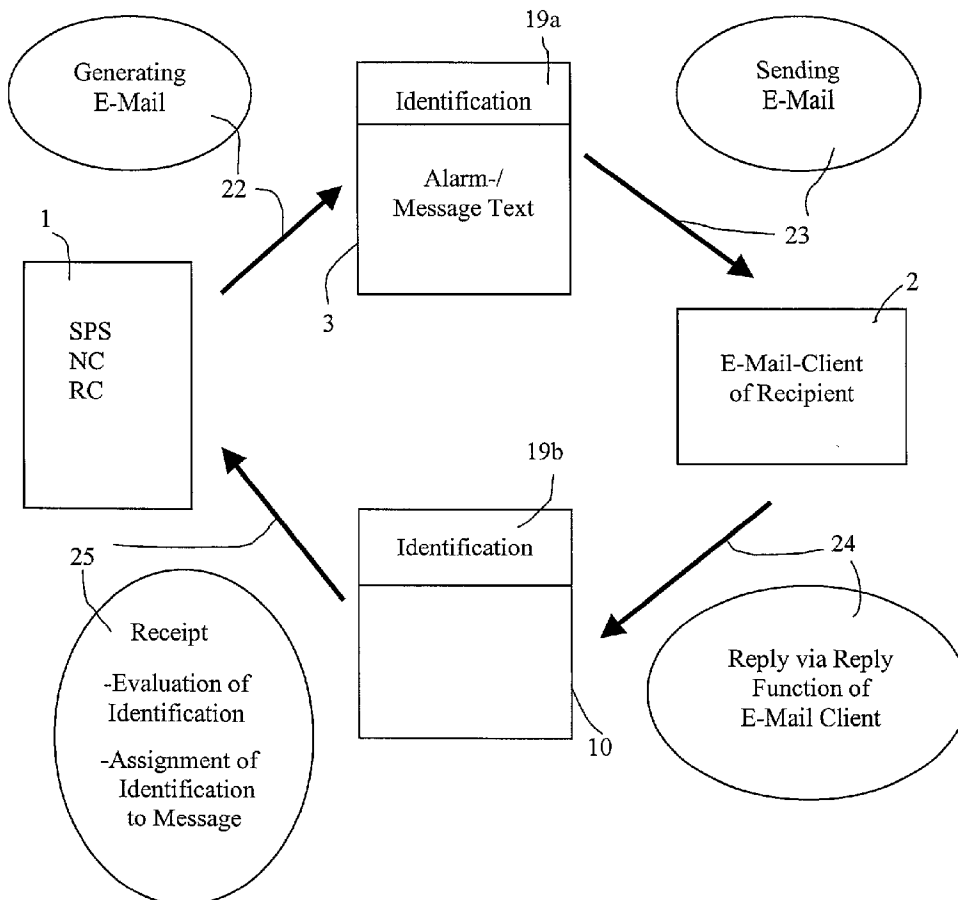 19a
Generating
E-Mail
Identification
Sending
E-Mail
Alarm-/
Message Text
22
23
1
3
2
SPS
NC
RC
E-Mail-Client
of Recipient
19b
Identification
25
24
Receipt
-Evaluation of
Identification
-Assignment of
Identification
to Message
10
Reply via Reply
Function of
E-Mail Client